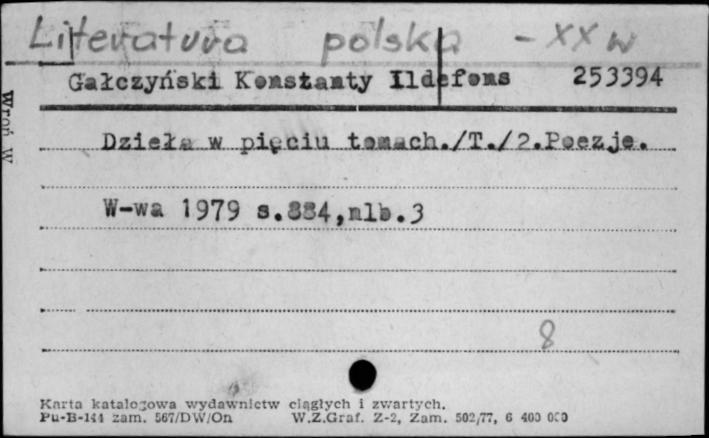 Literatura polska - XX w
Gałczyński Konstanty Ildefons 253394
Dzieła w pięciu tomach./T./2.Poezje.
W-wa 1979 s.884,nlb.3
8
Karta katalogowa wydawnictw ciągłych i zwartych.
Pu-B-144 zam. 567/DW/On W.Z.Graf. Z-2, Zam. 502/77, 6 400 000